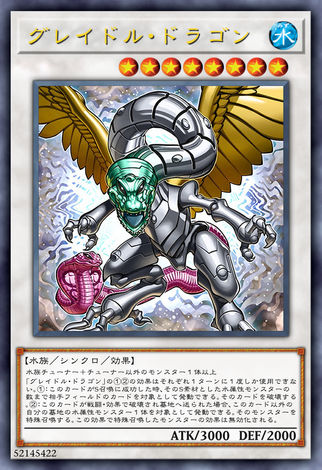 グレイドル・ドラゴン
水
【水族／シンクロ／効果】
水族チューナー＋チューナー以外のモンスター１体以上
「グレイドル・ドラゴン」の①②の効果はそれぞれ１ターンに１度しか使用できな
い。①：このカードがS召喚に成功した時、そのS素材とした水属性モンスターの
数まで相手フィールドのカードを対象として発動できる。そのカードを破壊する
。②：このカードが戦闘・効果で破壊され墓地へ送られた場合、このカード以外の
自分の墓地の水属性モンスター１体を対象として発動できる。そのモンスターを
特殊召喚する。この効果で特殊召喚したモンスターの効果は無効化される。
ATK/3000 DEF/2000
52145422